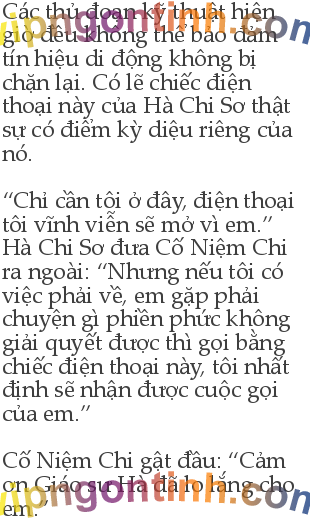 Các thủ đoạn kỹ thuật hiện
giờ đều không thể bảo đảm
tín hiệu di động không bị
chặn lại. Có lẽ chiếc điện
thoại này của Hà Chi Sơ thật
sự có điểm kỳ diệu riêng của
nó.
“Chỉ cần tôi ở đây, điện thoại
tôi vĩnh viễn sẽ mở vì em.”
Hà Chi Sơ đưa Cố Niệm Chi
ra ngoài: “Nhưng nếu tôi có
việc phải về, em gặp phải
chuyện gì phiền phức không
giải quyết được thì gọi bằng
chiếc điện thoại này, tôi nhất
định sẽ nhận được cuộc gọi
của em.”
Cố Niệm Chi gật đầu: “Cảm
ơn Giáo sư Hà đã lo lắng cho
em.”
vipngontinh.com
vipngontinh.com